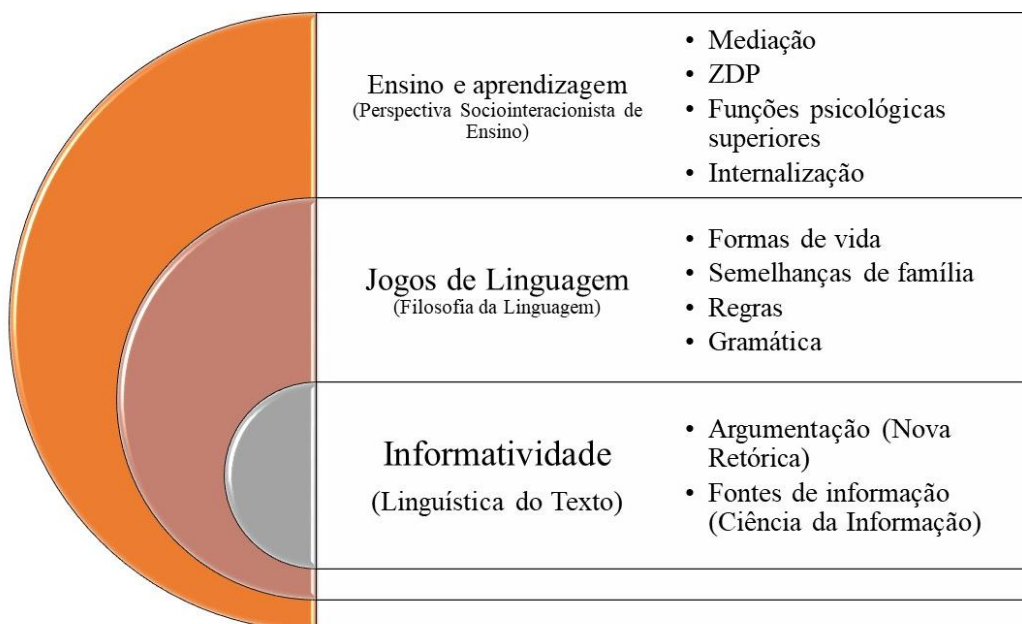 Ensino e aprendizagem
(Perspectiva Sociointeracionista de
Ensino)
• Mediação
• ZDP
• Funções psicológicas
superiores
• Internalização
Jogos de Linguagem
(Filosofia da Linguagem)
• Formas de vida
• Semelhanças de família
• Regras
• Gramática
Informatividade
(Linguística do Texto)
• Argumentação (Nova
Retórica)
• Fontes de informação
(Ciência da Informação)